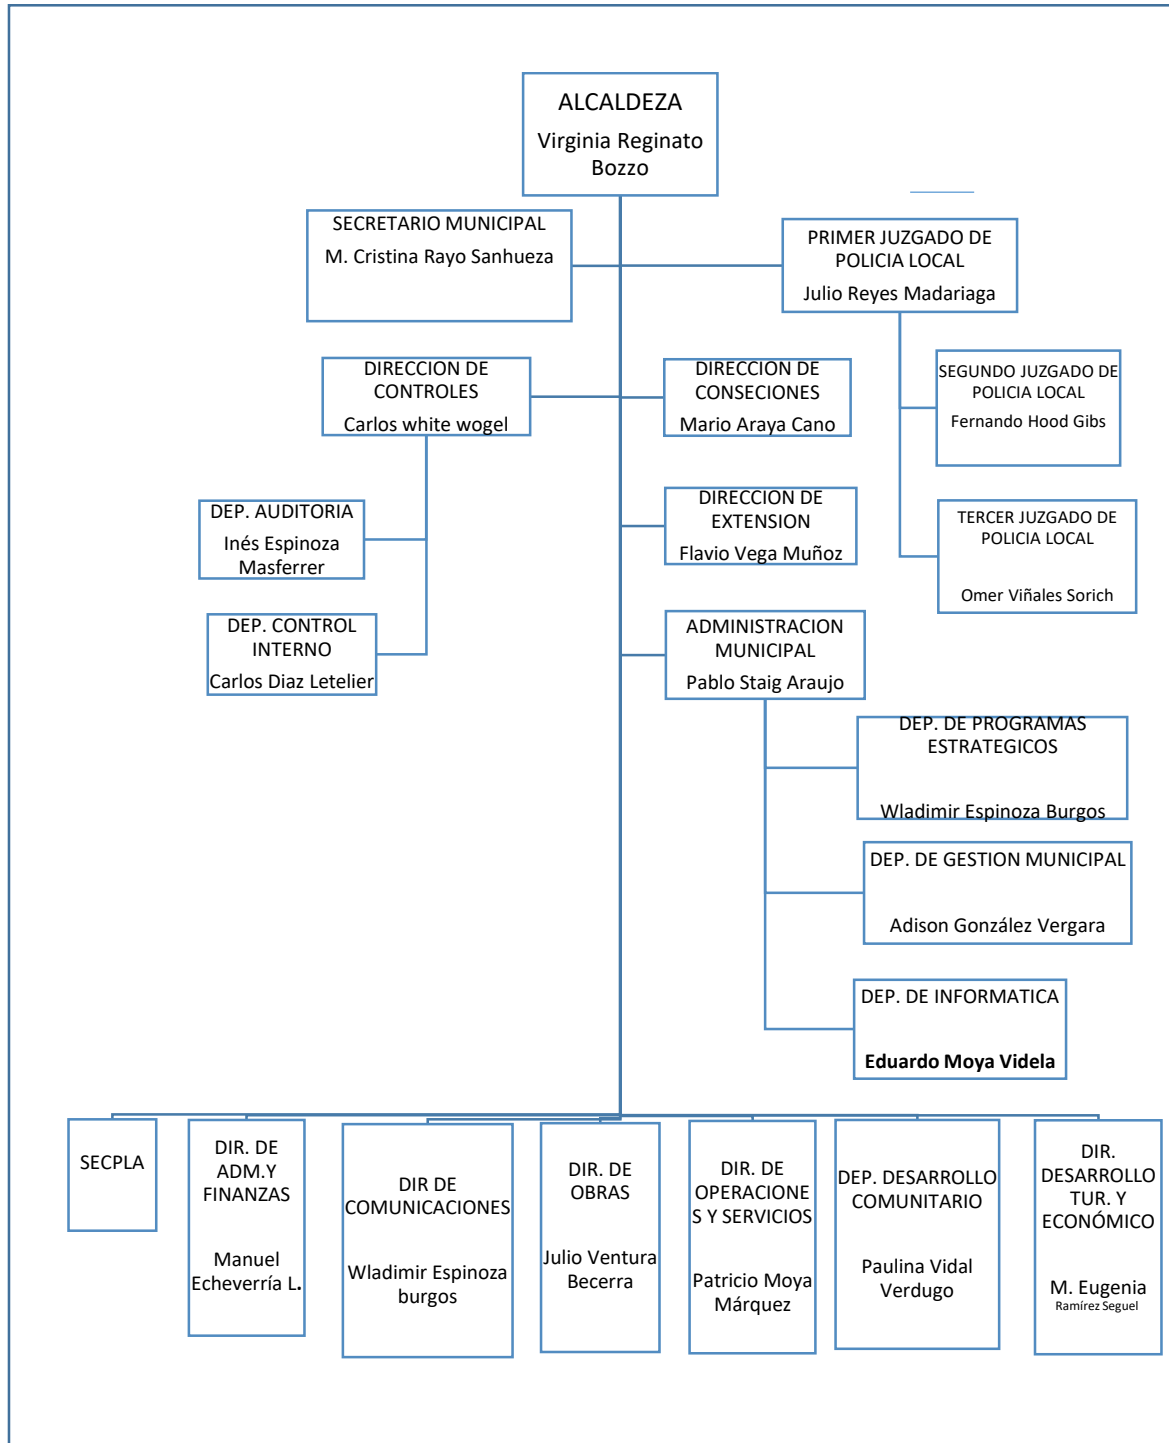 ALCALDEZA
Virginia Reginato
Bozzo
SECRETARIO MUNICIPAL
M. Cristina Rayo Sanhueza
PRIMER JUZGADO DE
POLICIA LOCAL
Julio Reyes Madariaga
DIRECCION DE
CONTROLES
Carlos white wogel
DIRECCION DE
CONSECIONES
Mario Araya Cano
SEGUNDO JUZGADO DE
POLICIA LOCAL
Fernando Hood Gibs
DEP. AUDITORIA
Inés Espinoza
Masferrer
DIRECCION DE
EXTENSION
Flavio Vega Muñoz
TERCER JUZGADO DE
POLICIA LOCAL
Omer Viñales Sorich
DEP. CONTROL
INTERNO
Carlos Diaz Letelier
ADMINISTRACION
MUNICIPAL
Pablo Staig Araujo
DEP. DE PROGRAMAS
ESTRATEGICOS
Wladimir Espinoza Burgos
DEP. DE GESTION MUNICIPAL
Adison González Vergara
DEP. DE INFORMATICA
Eduardo Moya Videla
SECPLA
DIR. DE
ADM.Y
FINANZAS
Manuel
Echeverría L.
DIR DE
COMUNICACIONES
Wladimir Espinoza
burgos
DIR. DE
OBRAS
Julio Ventura
Becerra
DIR. DE
OPERACIONE
S Y SERVICIOS
Patricio Moya
Márquez
DEP. DESARROLLO
COMUNITARIO
Paulina Vidal
Verdugo
DIR.
DESARROLLO
TUR. Y
ECONÓMICO
M. Eugenia
Ramírez Seguel